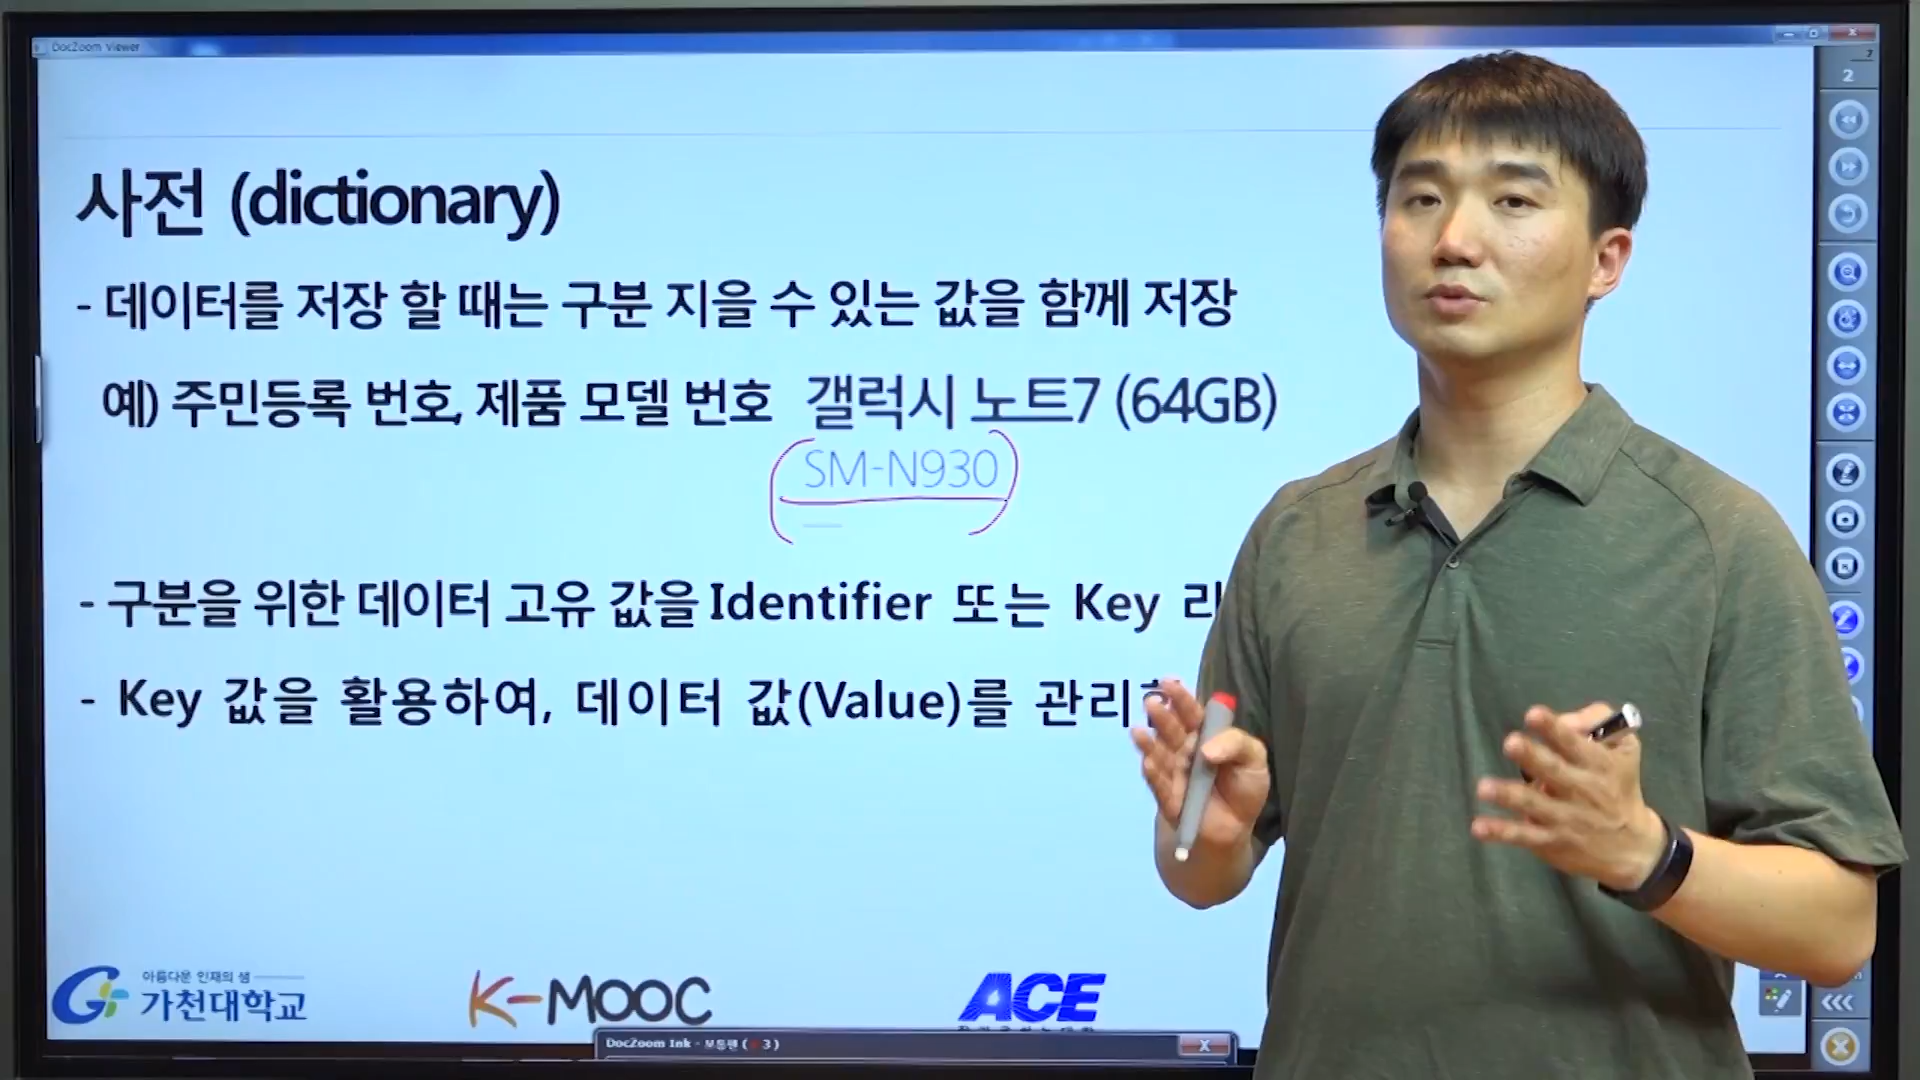 DocZoom Viewer
2
사전 (dictionary)
- 데이터를 저장 할 때는 구분 지을 수 있는 값을 함께 저장
예) 주민등록 번호, 제품 모델 번호 갤럭시 노트7 (64GB)
SM-N930
- 구분을 위한 데이터 고유 값을 Identifier 또는 Key 라
- Key 값을 활용하여, 데이터 값(Value)를 관리
아름다운 인재의 샘
가천대학교
K-MOOC
ACE
DocZoom Ink - 보통펜 ( 3 )